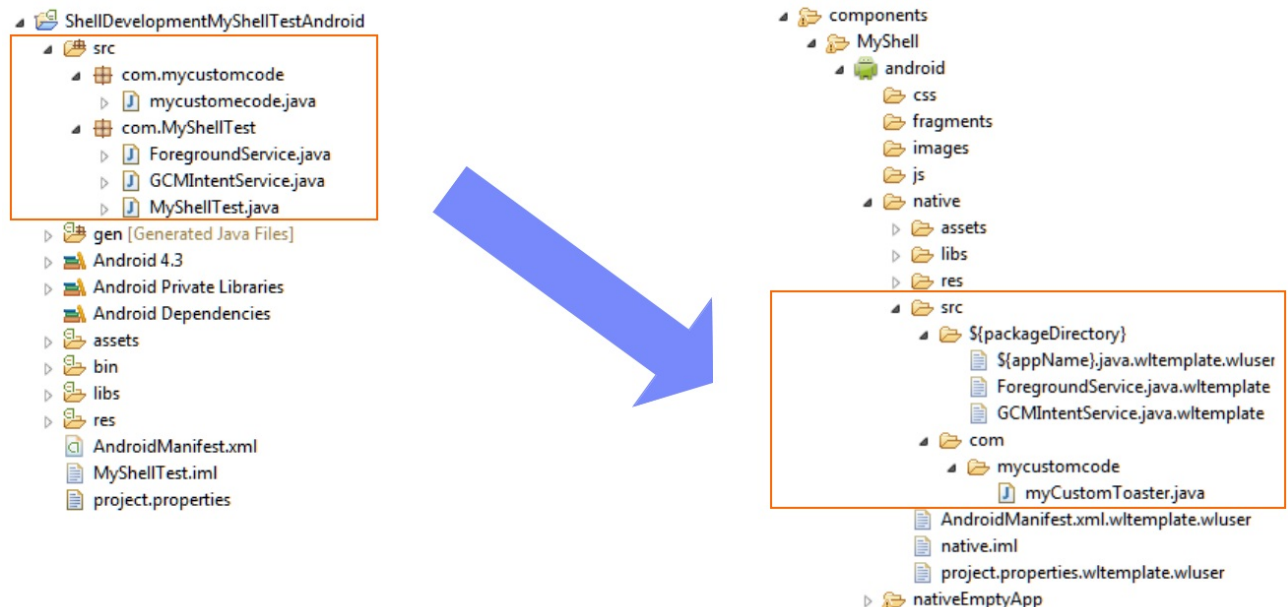 ShellDevelopmentMyShellTestAndroid
src
com.mycustomcode
mycustomecode.java
com.MyShellTest
ForegroundService.java
GCMIntentService.java
MyShellTest.java
gen [Generated Java Files]
Android 4.3
Android Private Libraries
Android Dependencies
assets
bin
libs
res
AndroidManifest.xml
MyShellTest.iml
project.properties
components
MyShell
android
css
fragments
images
js
native
assets
libs
res
src
${packageDirectory}
${appName}.java.wltemplate.wluser
ForegroundService.java.wltemplate
GCMIntentService.java.wltemplate
com
mycustomcode
myCustomToaster.java
AndroidManifest.xml.wltemplate.wluser
native.iml
project.properties.wltemplate.wluser
nativeEmptyApp